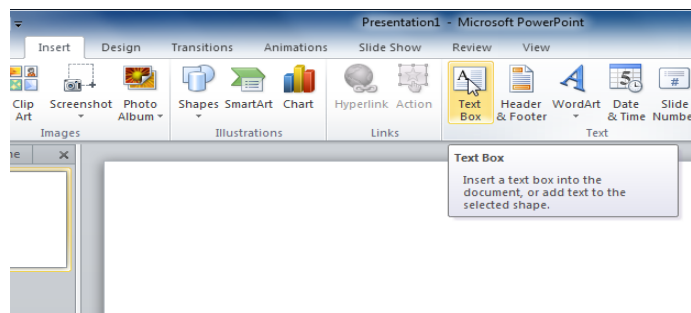 Presentation1 - Microsoft PowerPoint
Insert Design Transitions Animations Slide Show Review View
Clip Art Screenshot Photo Album Shapes SmartArt Chart Hyperlink Action Text Box Header & Footer WordArt Date & Time Slide
Images Illustrations Links Text
Text Box
Insert a text box into the
document, or add text to the
selected shape.